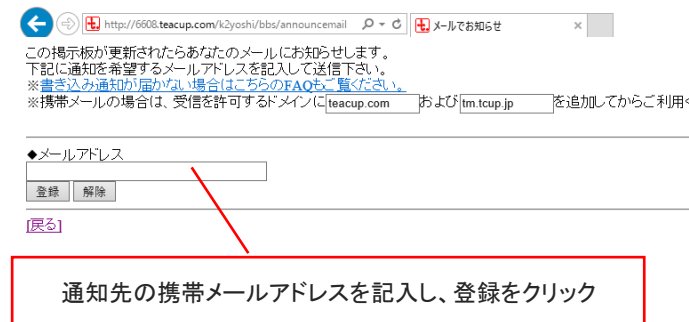 http://6608.teacup.com/k2yoshi/bbs/announcemail
メールでお知らせ
この掲示板が更新されたらあなたのメールにお知らせします。
下記に通知を希望するメールアドレスを記入して送信下さい。
※書き込み通知が届かない場合はこちらのFAQもご覧ください。
※携帯メールの場合は、受信を許可するドメインに teacup.com および tm.tcup.jp を追加してからご利用く
◆メールアドレス
登録 解除
[戻る]
通知先の携帯メールアドレスを記入し、登録をクリック